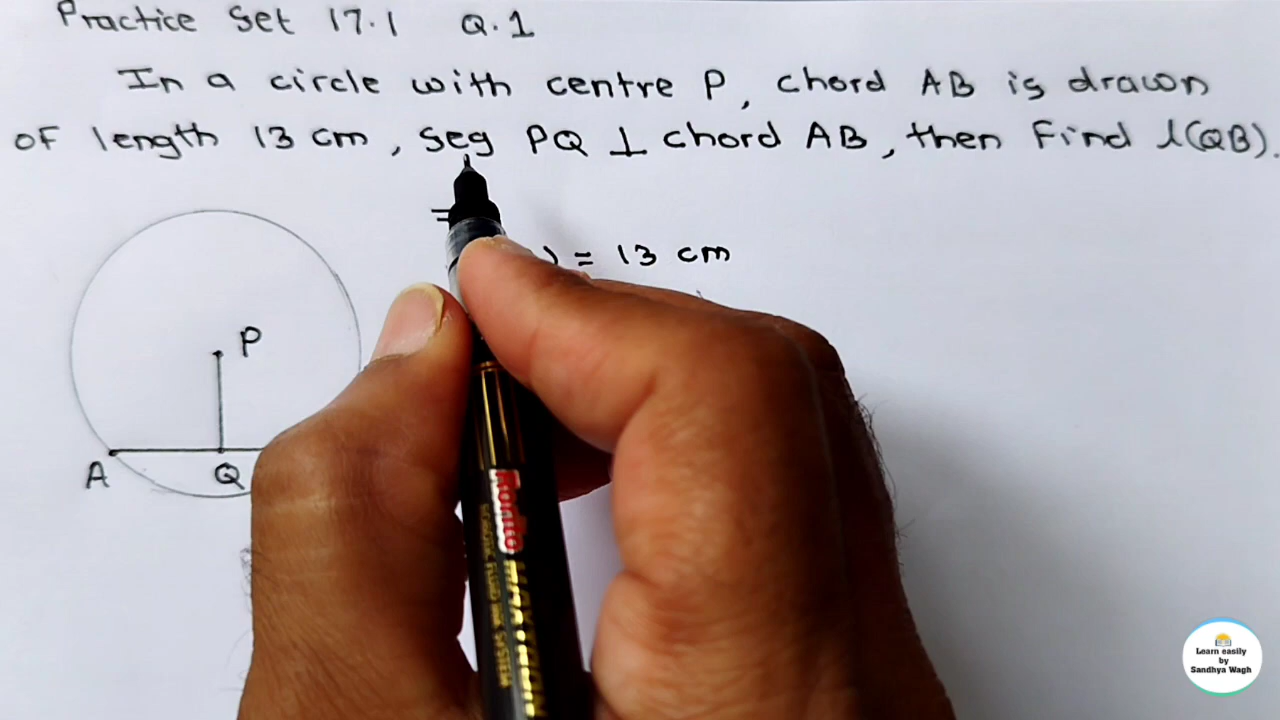 Practice Set 17.1 Q.1
In a circle with centre P, chord AB is drawn
of length 13 cm, seg PQ ⊥ chord AB, then Find l(QB).
= 
) = 13 cm
P
A
Q
Learn easily
by
Sandhya Wagh